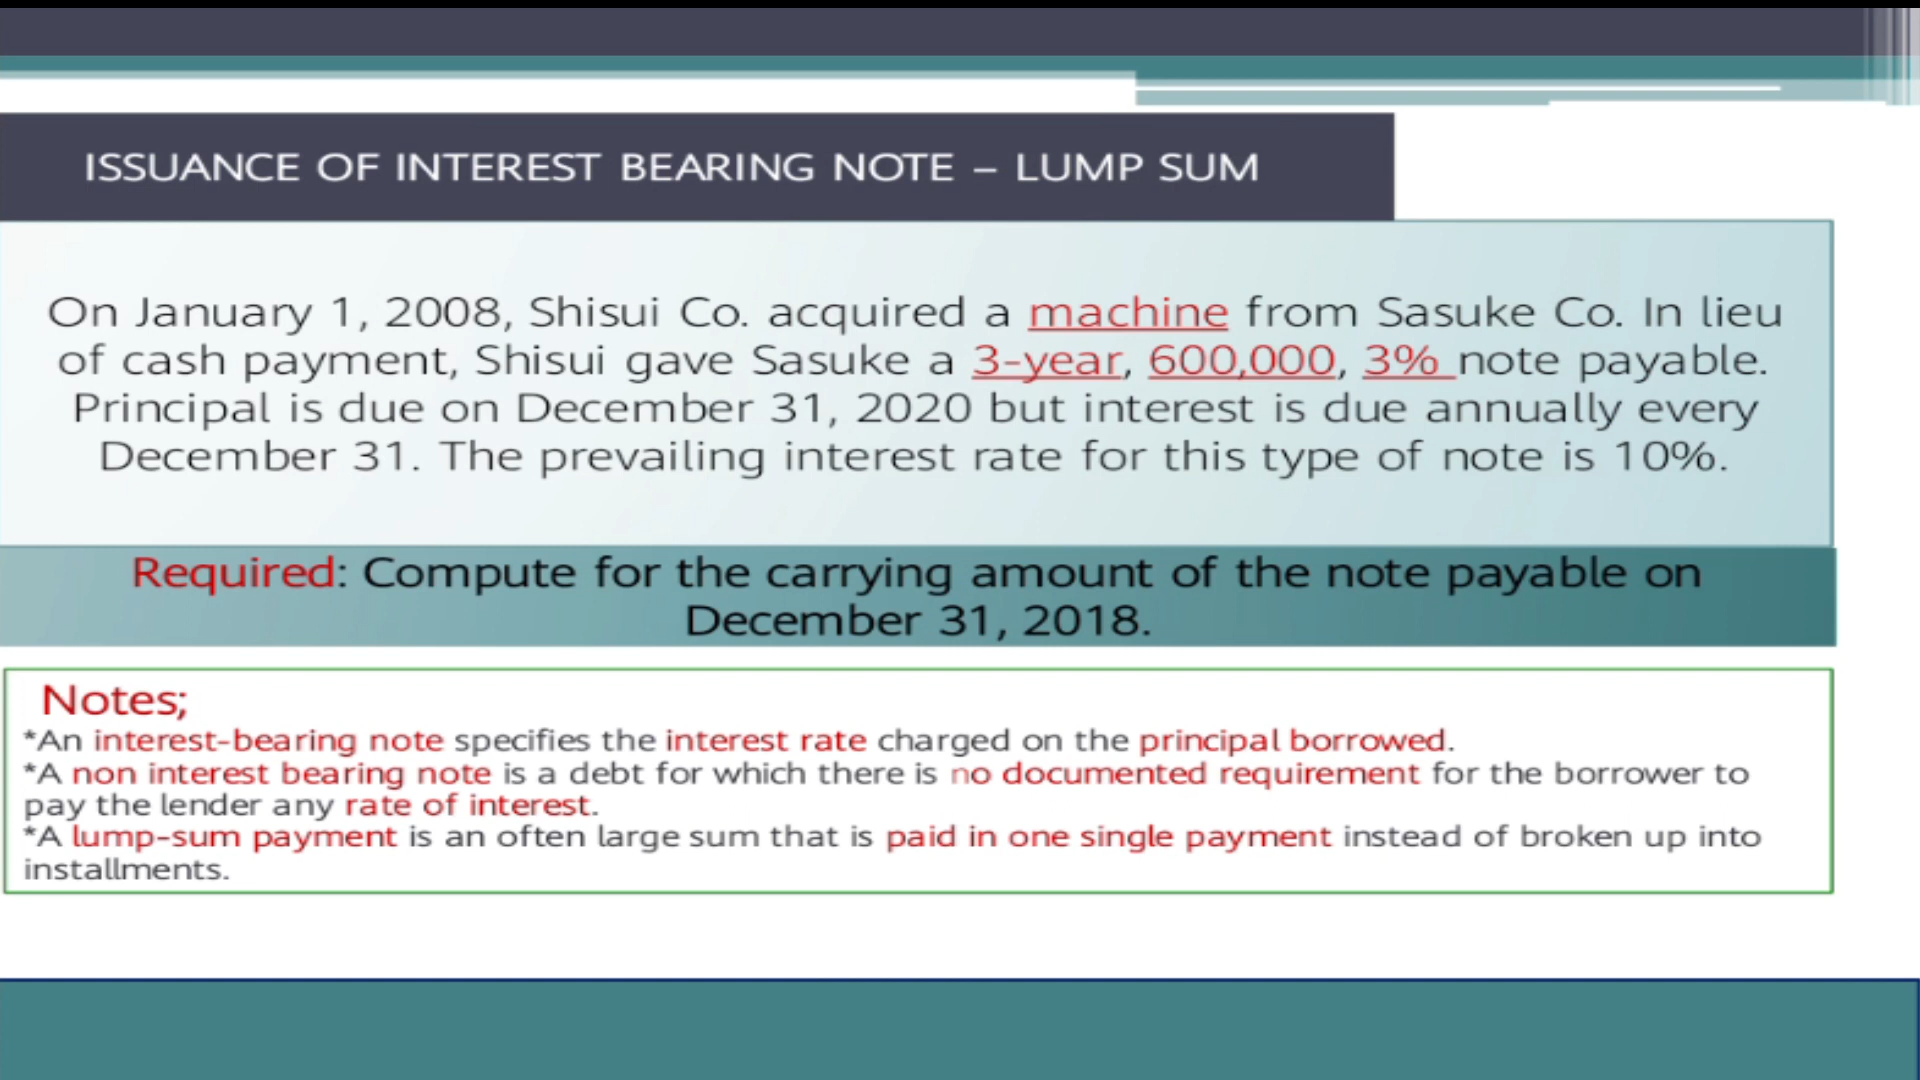 ISSUANCE OF INTEREST BEARING NOTE – LUMP SUM
On January 1, 2008, Shisui Co. acquired a machine from Sasuke Co. In lieu
of cash payment, Shisui gave Sasuke a 3-year, 600,000, 3% note payable.
Principal is due on December 31, 2020 but interest is due annually every
December 31. The prevailing interest rate for this type of note is 10%.
Required: Compute for the carrying amount of the note payable on
December 31, 2018.
Notes;
*An interest-bearing note specifies the interest rate charged on the principal borrowed.
*A non interest bearing note is a debt for which there is no documented requirement for the borrower to
pay the lender any rate of interest.
*A lump-sum payment is an often large sum that is paid in one single payment instead of broken up into
installments.